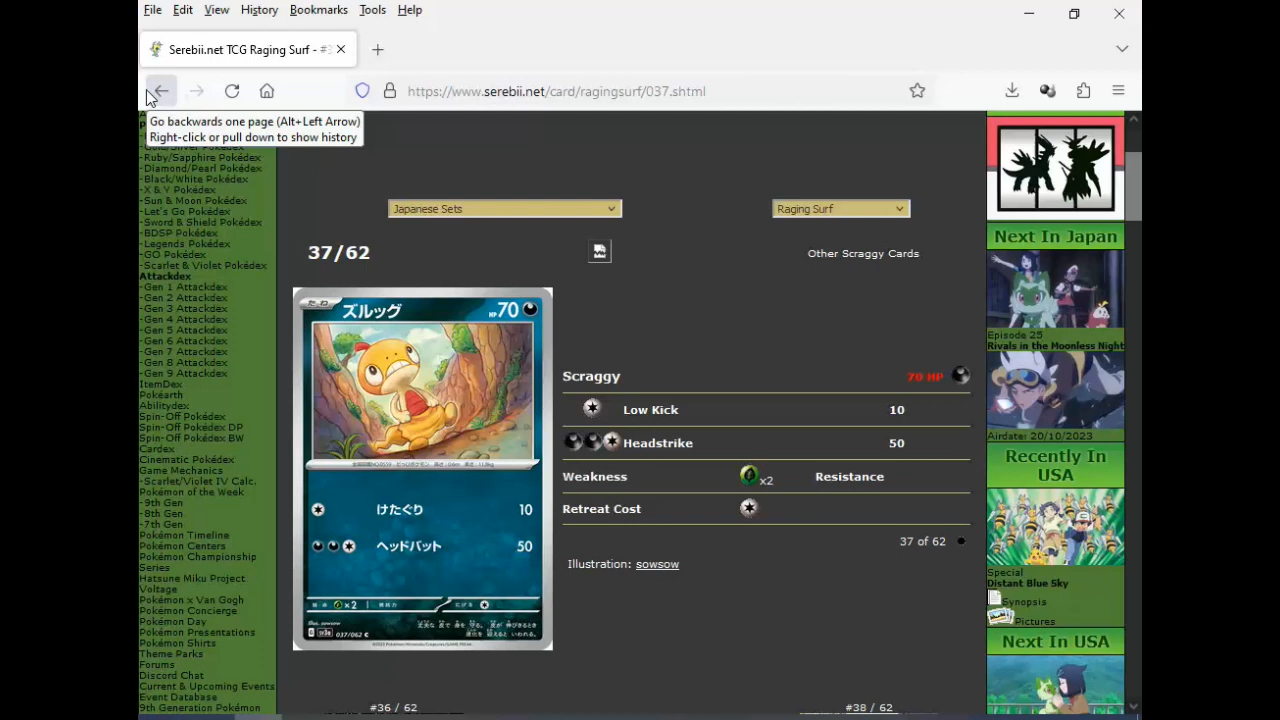 File Edit View History Bookmarks Tools Help
Serebii.net TCG Raging Surf - #3
https://www.serebii.net/card/ragingsurf/037.shtml
Go backwards one page (Alt+Left Arrow)
Right-click or pull down to show history
-Ruby/Sapphire Pokédex
-Diamond/Pearl Pokédex
-Black/White Pokédex
-X & Y Pokédex
-Sun & Moon Pokédex
-Let's Go Pokédex
-Sword & Shield Pokédex
-BDSP Pokédex
-Legends Pokédex
-GO Pokédex
-Scarlet & Violet Pokédex
Attackdex
-Gen 1 Attackdex
-Gen 2 Attackdex
-Gen 3 Attackdex
-Gen 4 Attackdex
-Gen 5 Attackdex
-Gen 6 Attackdex
-Gen 7 Attackdex
-Gen 8 Attackdex
-Gen 9 Attackdex
ItemDex
Pokéarth
Abilitydex
Spin-Off Pokédex
Spin-Off Pokédex DP
Spin-Off Pokédex BW
Cardex
Cinematic Pokédex
Game Mechanics
-Scarlet/Violet IV Calc.
Pokémon of the Week
-9th Gen
-8th Gen
-7th Gen
Pokémon Timeline
Pokémon Centers
Pokémon Championship
Series
Hatsune Miku Project
Voltage
Pokémon x Van Gogh
Pokémon Concierge
Pokémon Day
Pokémon Presentations
Pokémon Shirts
Theme Parks
Forums
Discord Chat
Current & Upcoming Events
Event Database
9th Generation Pokémon
Japanese Sets
Raging Surf
37/62
Other Scraggy Cards
たね
ズルッグ
HP70
けたぐり 10
ヘッドバット 50
×2
Illus. sowsow
sv3a 037/062 C
Scraggy 70 HP
Low Kick 10
Headstrike 50
Weakness x2 Resistance
Retreat Cost
37 of 62
Illustration: sowsow
#36 / 62
#38 / 62
Next In Japan
Episode 25
Rivals in the Moonless Night
Airdate: 20/10/2023
Recently In
USA
Special
Distant Blue Sky
Synopsis
Pictures
Next In USA